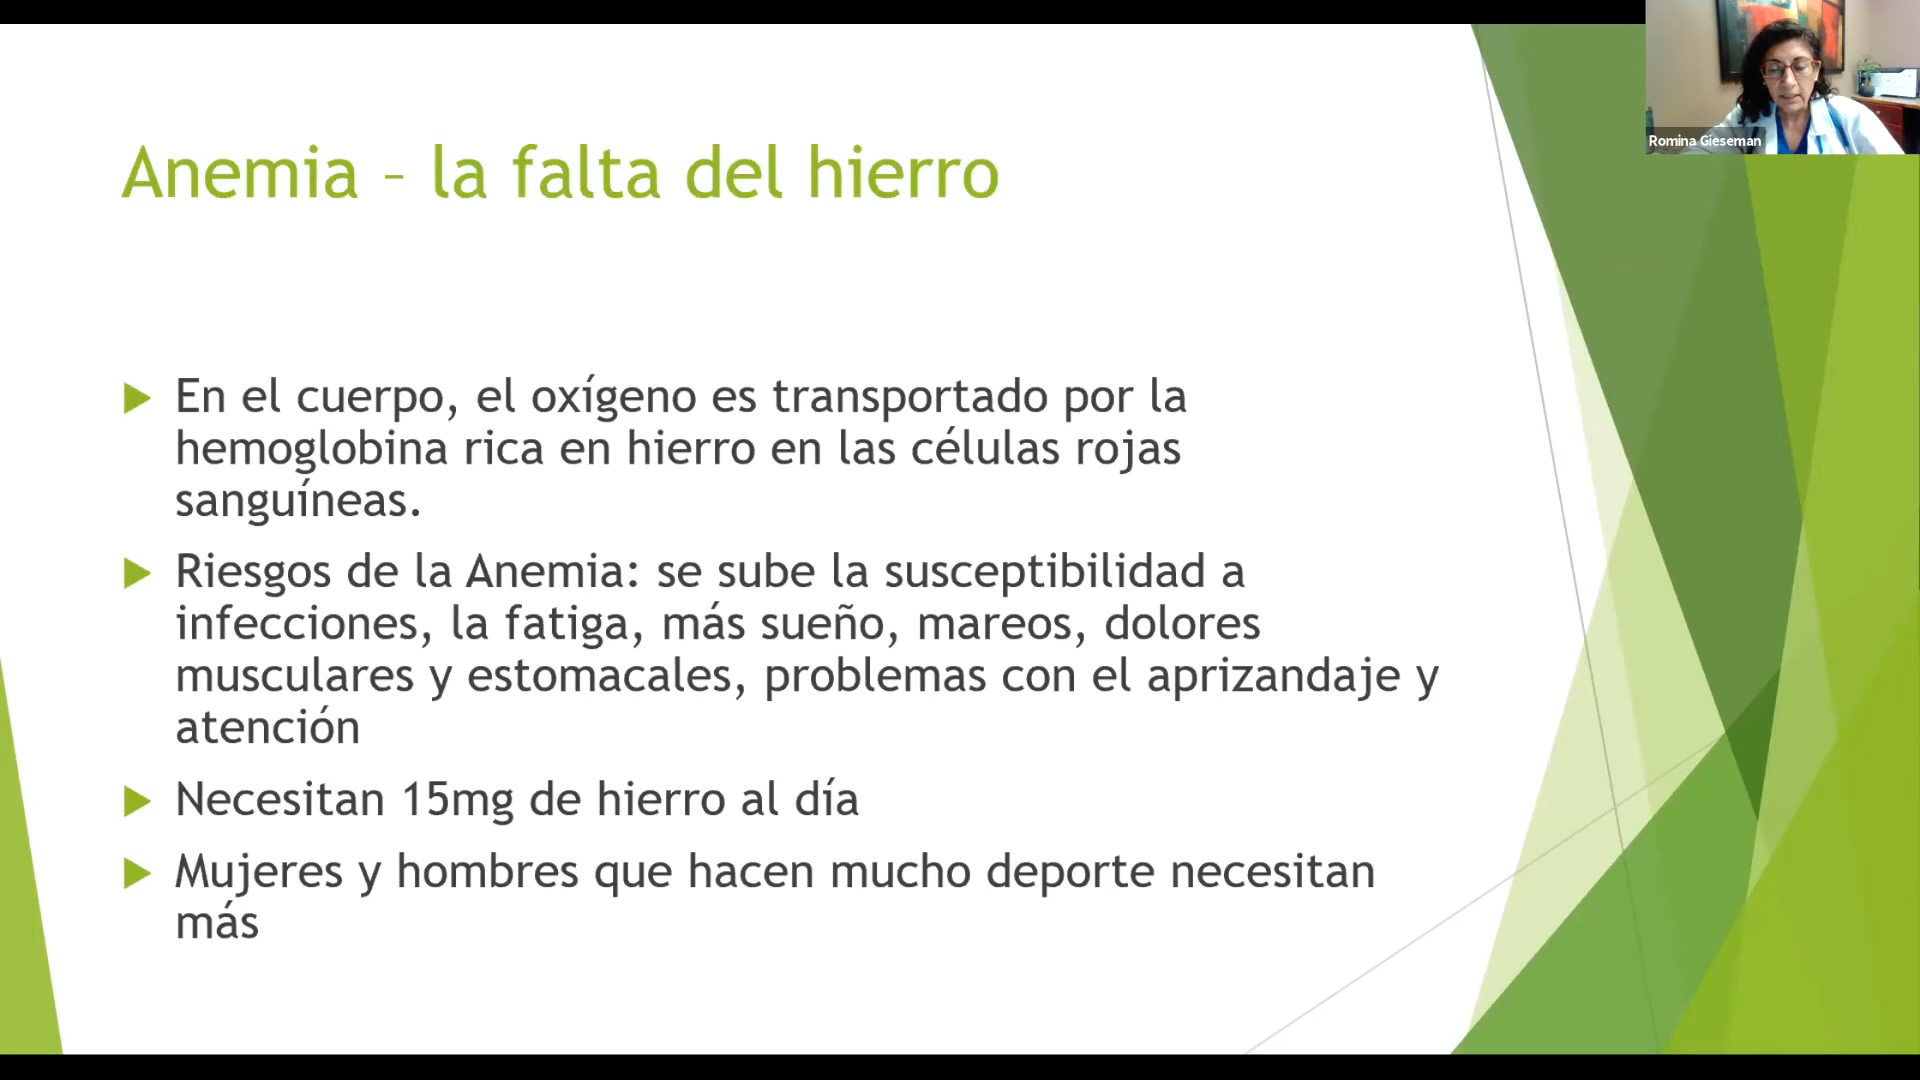 Romina Gieseman
Anemia – la falta del hierro
En el cuerpo, el oxígeno es transportado por la
hemoglobina rica en hierro en las células rojas
sanguíneas.
Riesgos de la Anemia: se sube la susceptibilidad a
infecciones, la fatiga, más sueño, mareos, dolores
musculares y estomacales, problemas con el aprizandaje y
atención
Necesitan 15mg de hierro al día
Mujeres y hombres que hacen mucho deporte necesitan
más